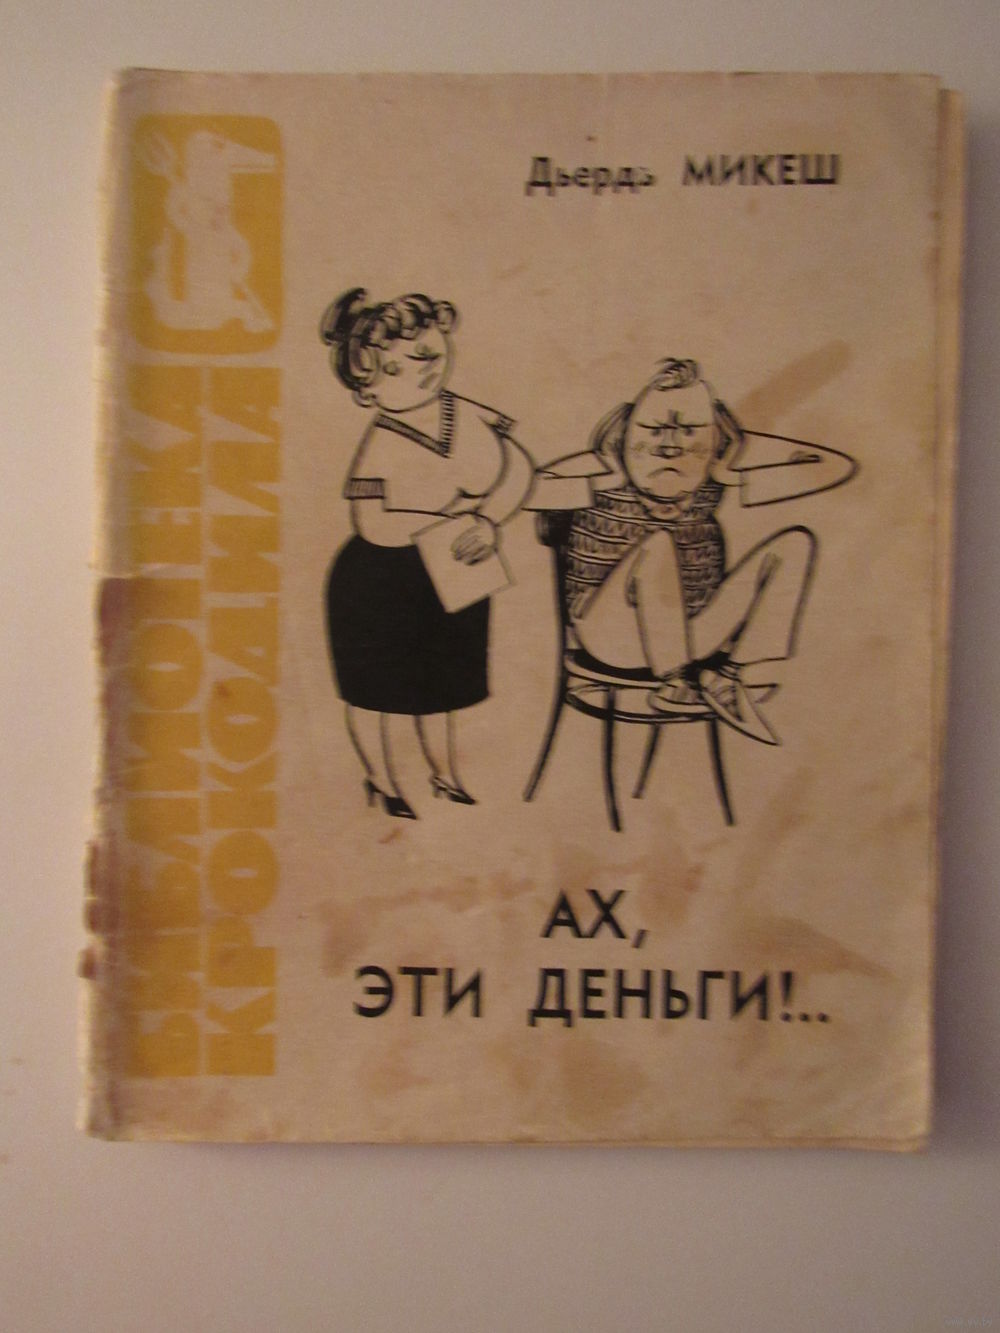 Дьердь МИКЕШ
БИБЛИОТЕКА
КРОКОДИЛА
АХ,
ЭТИ ДЕНЬГИ!..